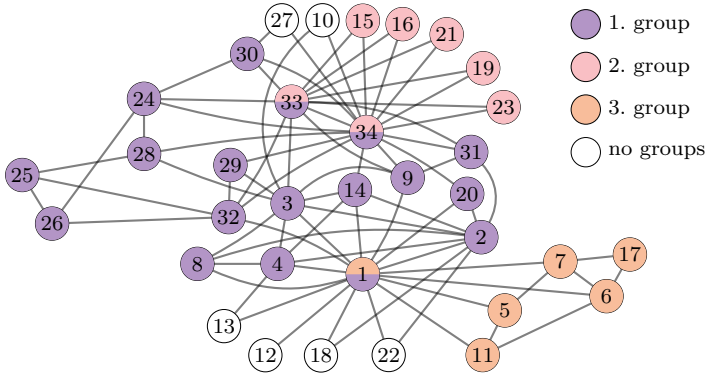 27 10 15 16 21 1. group
30 19 2. group
24 33 23 3. group
34 no groups
28 29 9 31
25 3 14 20
26 32 2
8 4 1 7 17
6
13 5
12 18 22 11